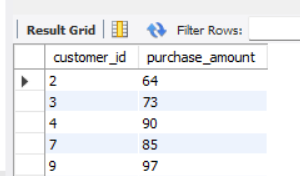 Result Grid Filter Rows:
customer_id purchase_amount
2 64
3 73
4 90
7 85
9 97